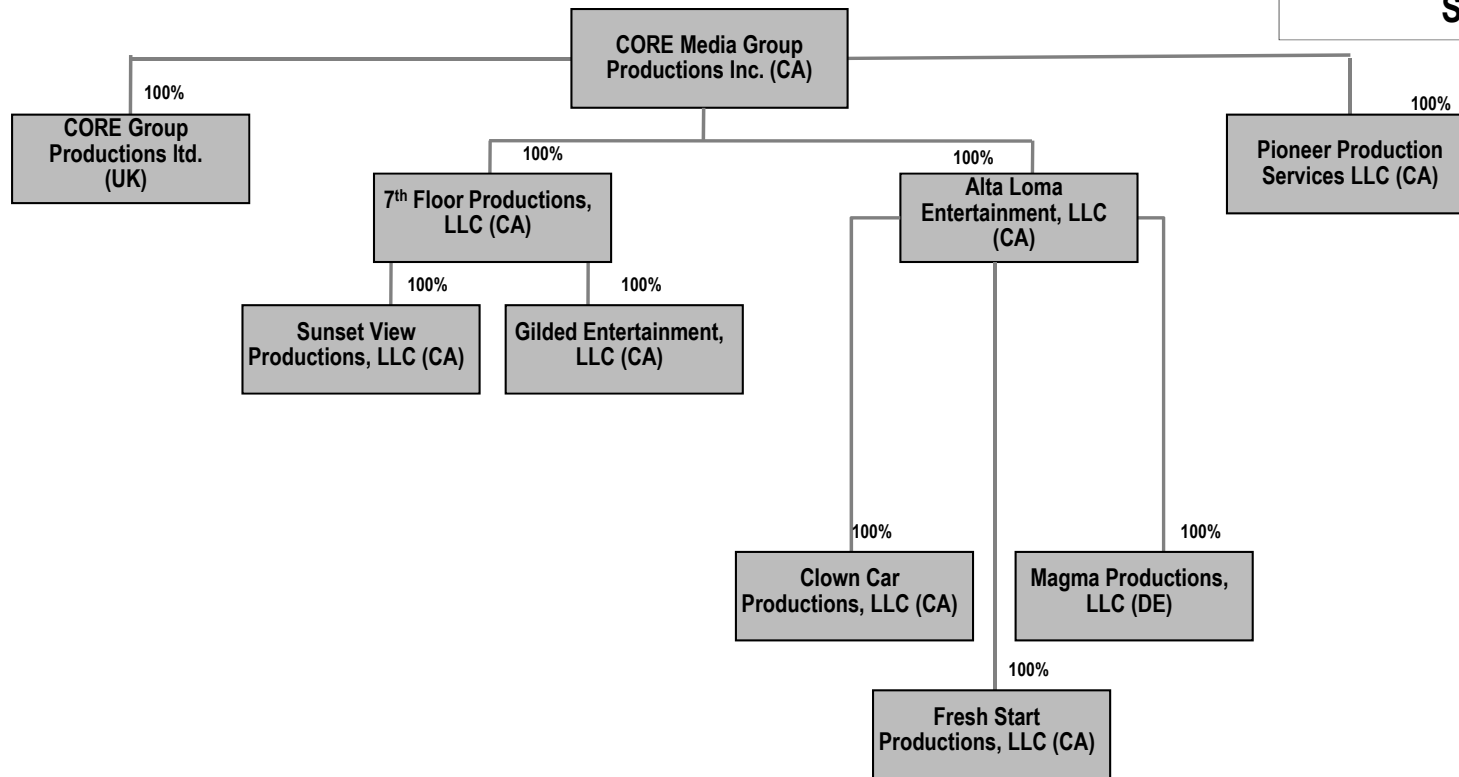 S
CORE Media Group
Productions Inc. (CA)
100%
CORE Group
Productions ltd.
(UK)
100%
7th Floor Productions,
LLC (CA)
100%
Alta Loma
Entertainment, LLC
(CA)
100%
Pioneer Production
Services LLC (CA)
100%
Sunset View
Productions, LLC (CA)
100%
Gilded Entertainment,
LLC (CA)
100%
Clown Car
Productions, LLC (CA)
100%
Magma Productions,
LLC (DE)
100%
Fresh Start
Productions, LLC (CA)